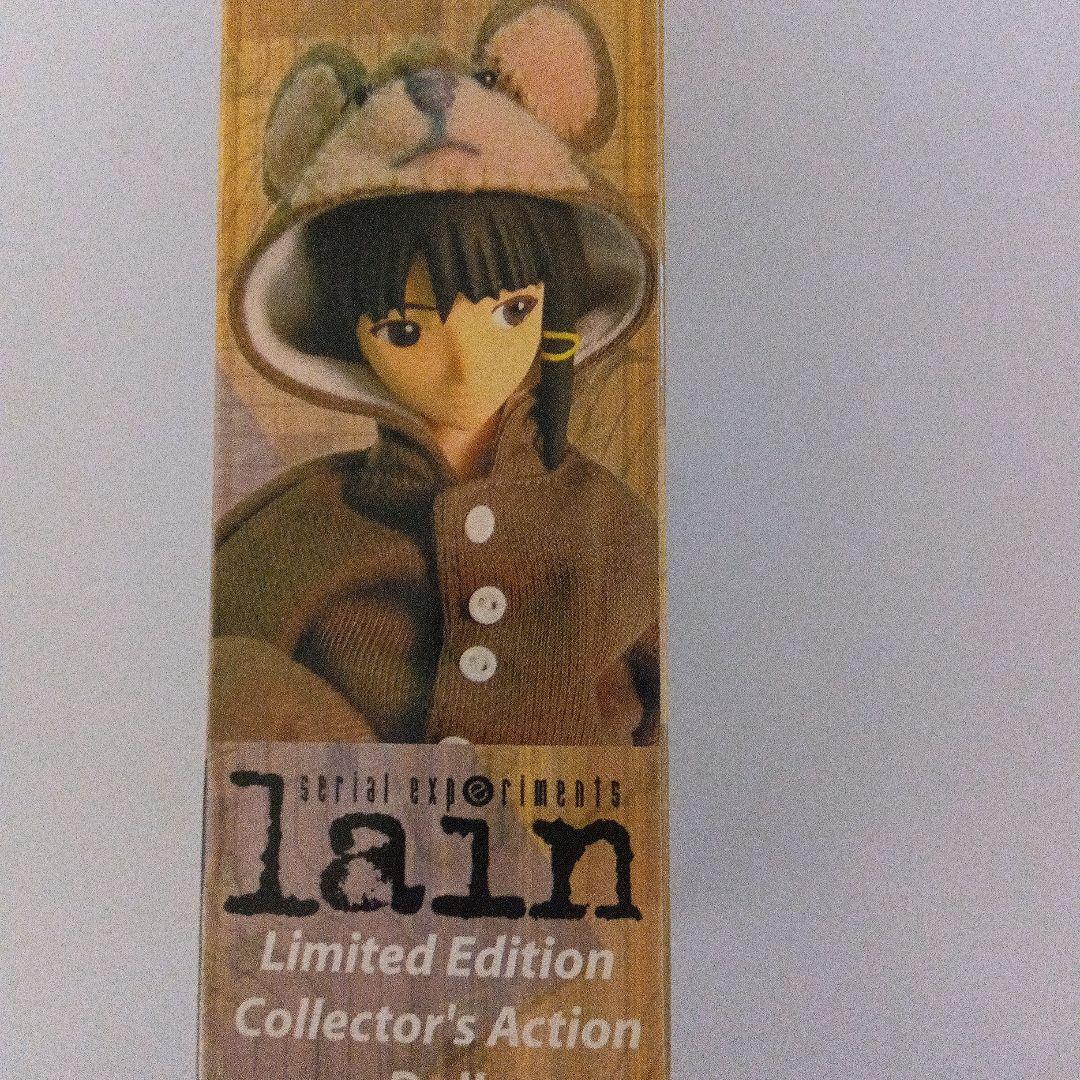 serial experiments
lain
Limited Edition
Collector's Action